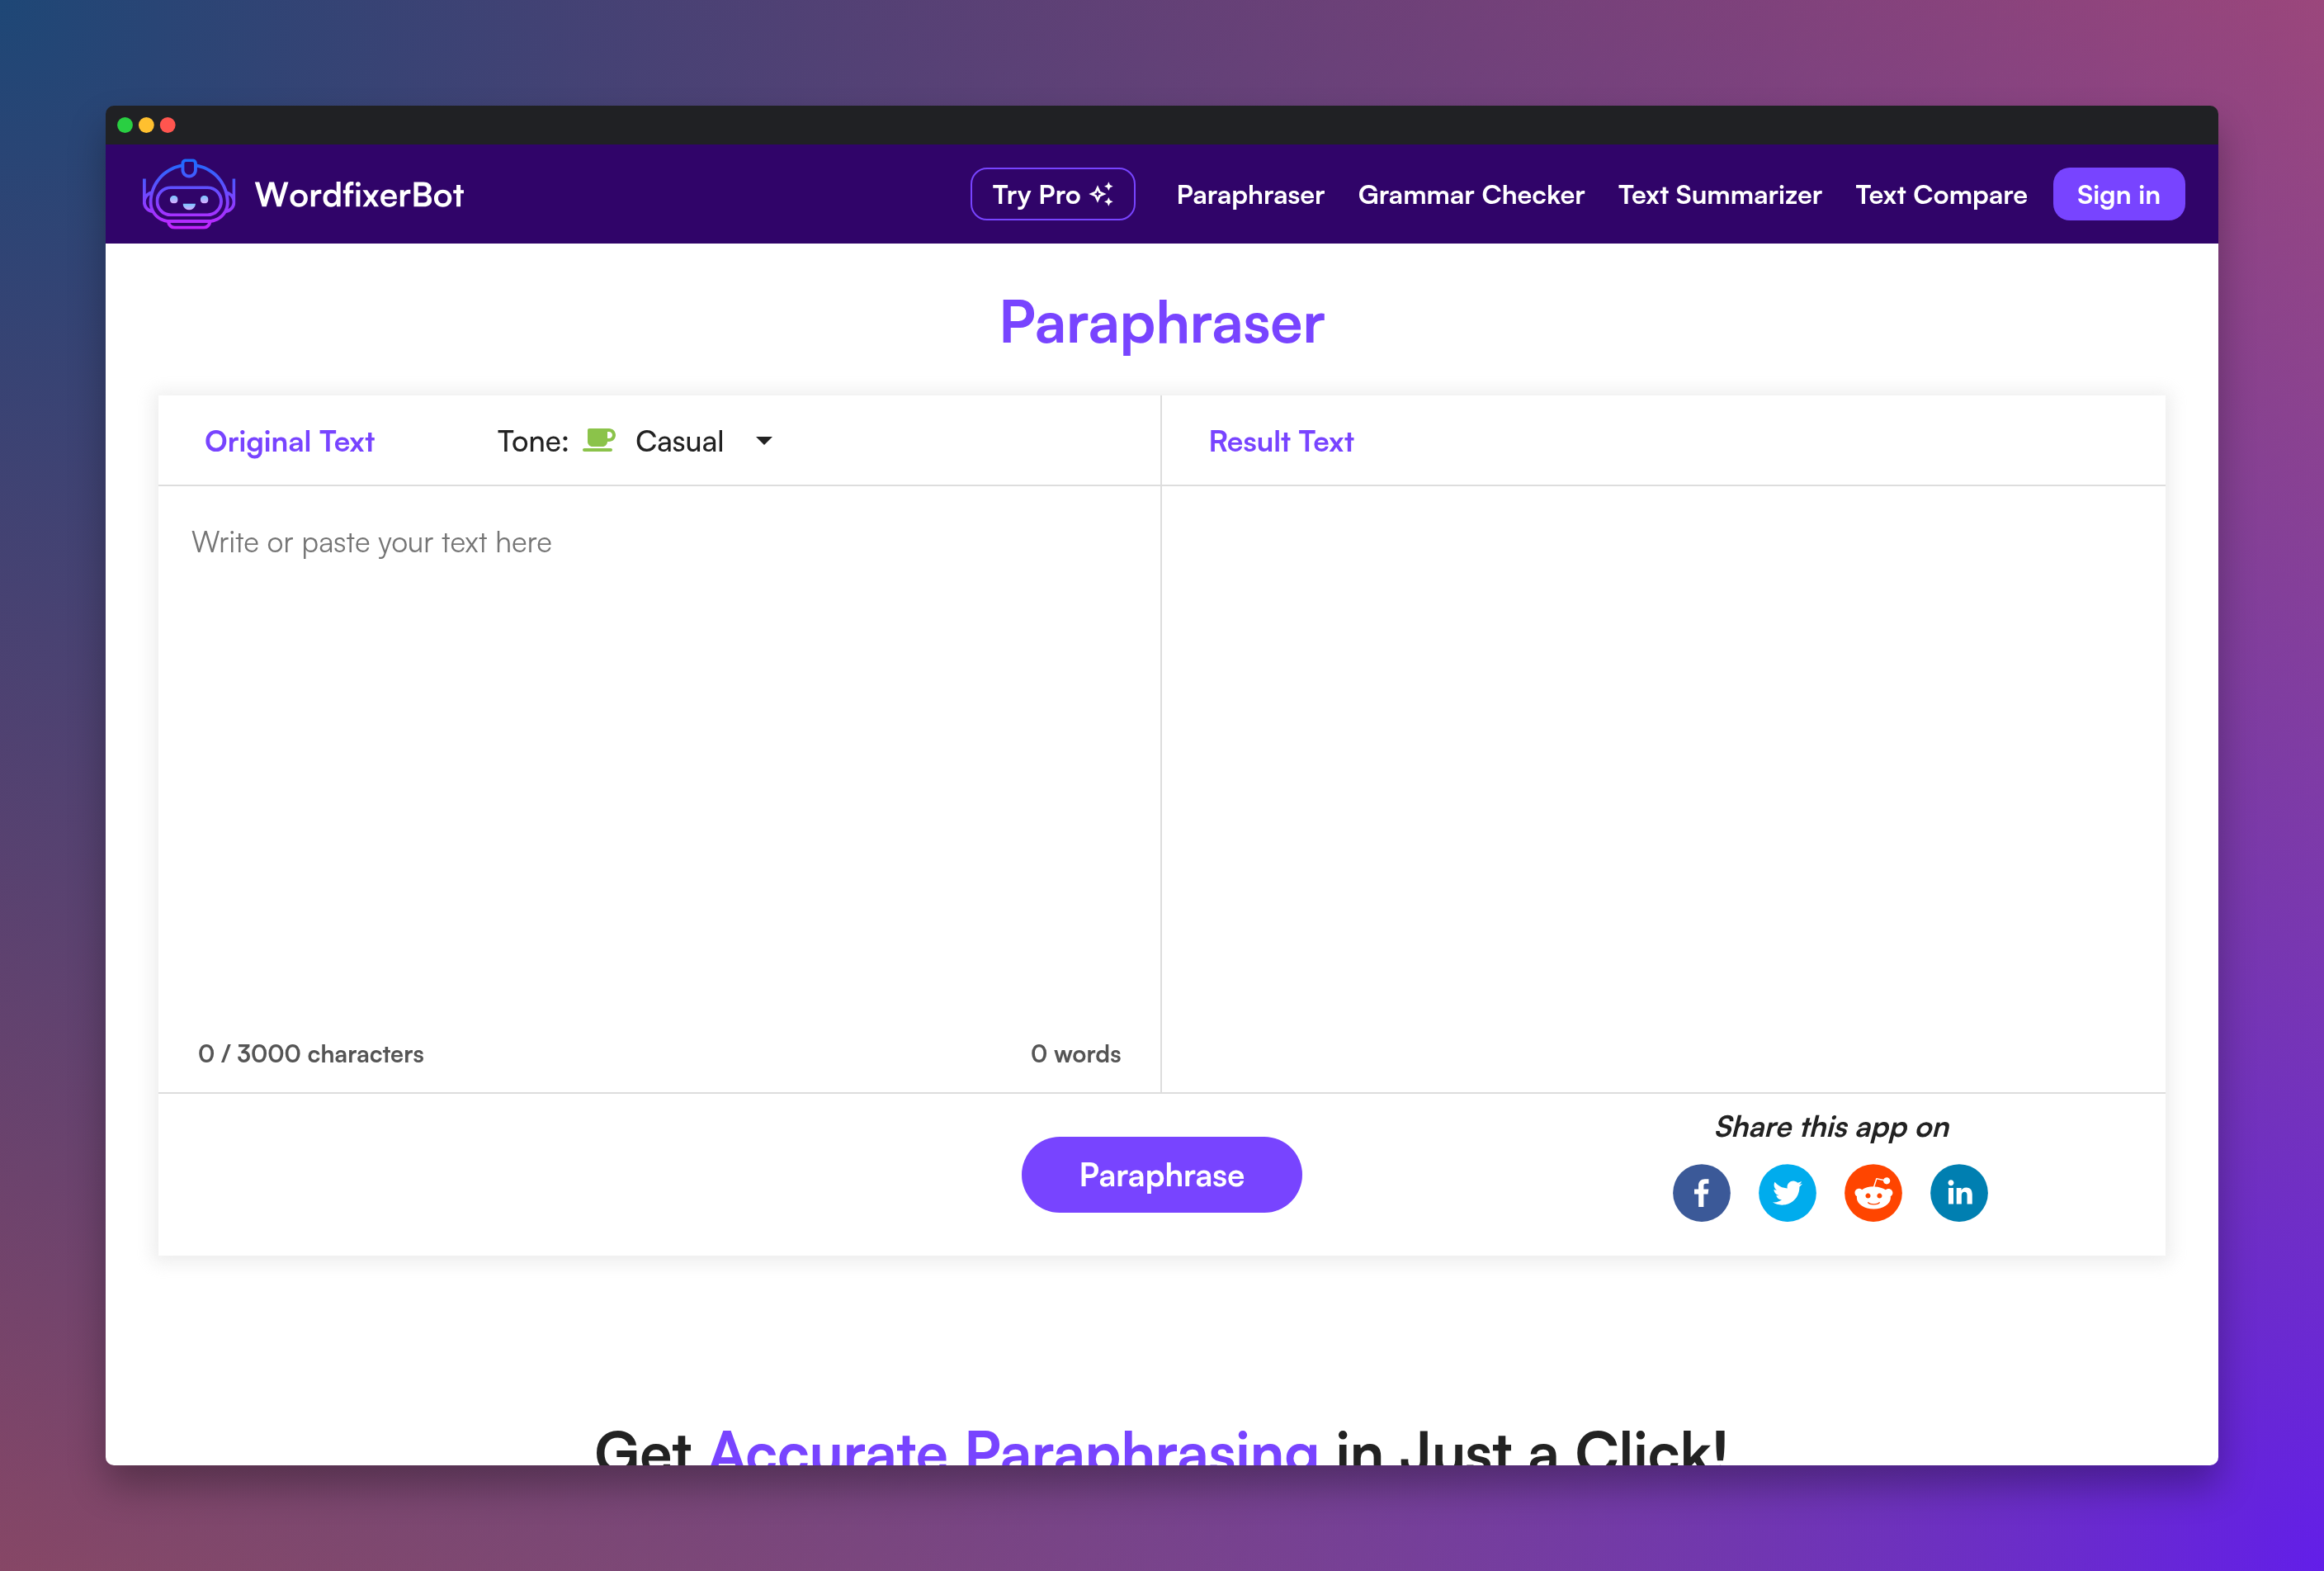 WordfixerBot
Try Pro
Paraphraser
Grammar Checker
Text Summarizer
Text Compare
Sign in
Paraphraser
Original Text
Tone: Casual
Result Text
Write or paste your text here
0 / 3000 characters
0 words
Share this app on
Paraphrase
f
in
Get Accurate Paraphrasing in Just a Click!